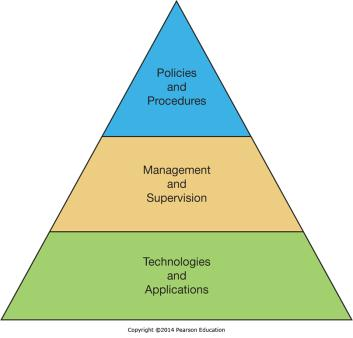 Policies
and
Procedures
Management
and
Supervision
Technologies
and
Applications
Copyright ©2014 Pearson Education